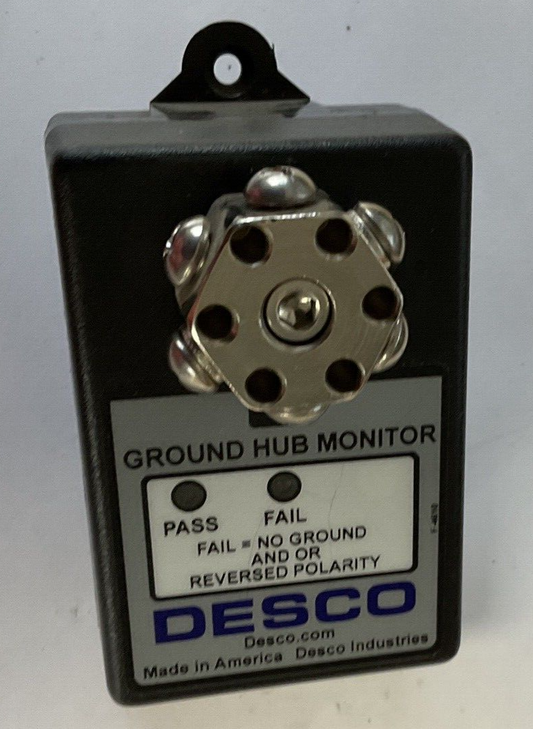 GROUND HUB MONITOR
PASS FAIL
FAIL = NO GROUND
AND OR
REVERSED POLARITY
DESCO
Desco.com
Made in America Desco Industries